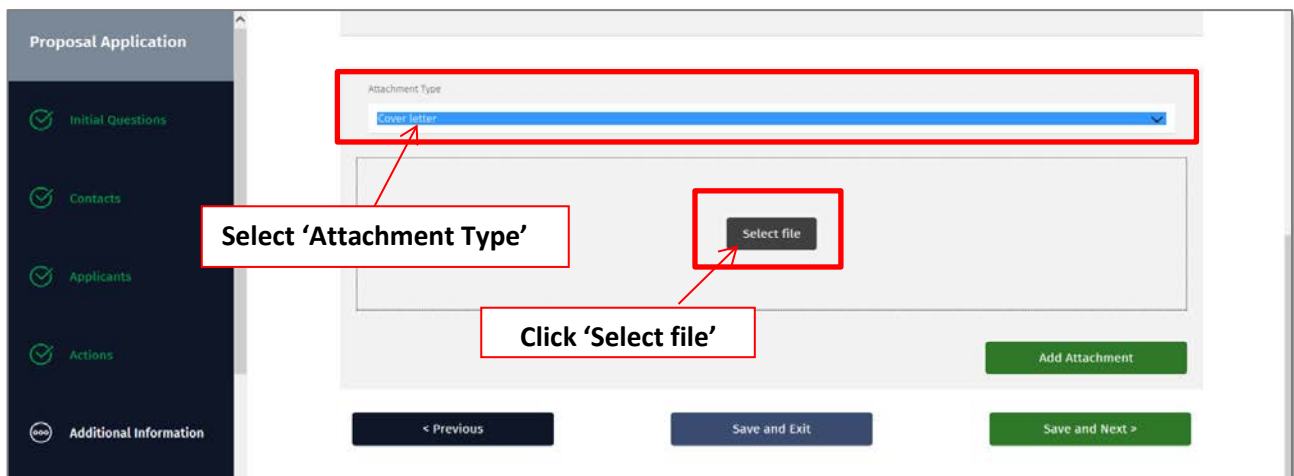 Proposal Application
Attachment Type
Initial Questions
Cover letter
Contacts
Select ‘Attachment Type’
Select file
Applicants
Click ‘Select file’
Actions
Add Attachment
Additional Information
< Previous
Save and Exit
Save and Next >